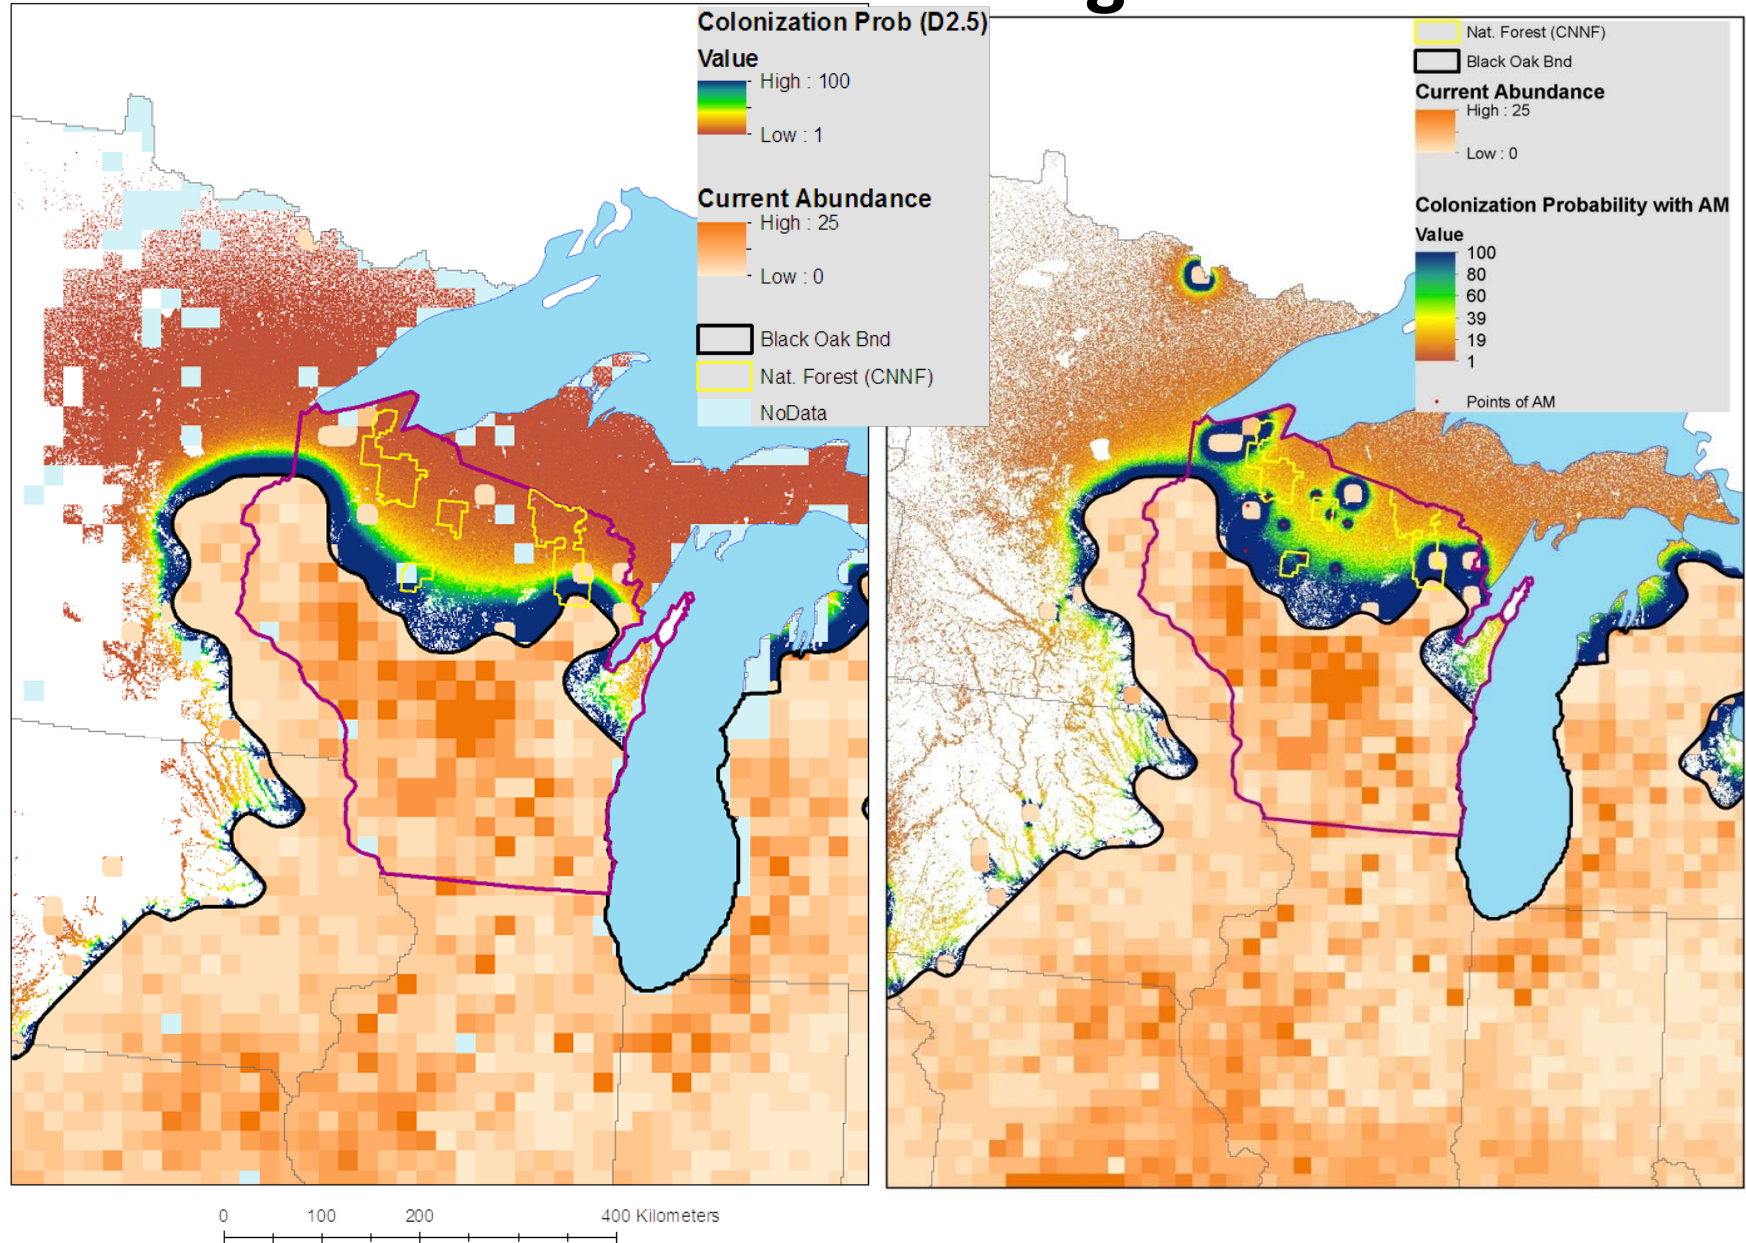 g
Colonization Prob (D2.5)
Value
High : 100
Low : 1
Current Abundance
High : 25
Low : 0
Black Oak Bnd
Nat. Forest (CNNF)
NoData
Nat. Forest (CNNF)
Black Oak Bnd
Current Abundance
High : 25
Low : 0
Colonization Probability with AM
Value
100
80
60
39
19
1
Points of AM
0 100 200 400 Kilometers